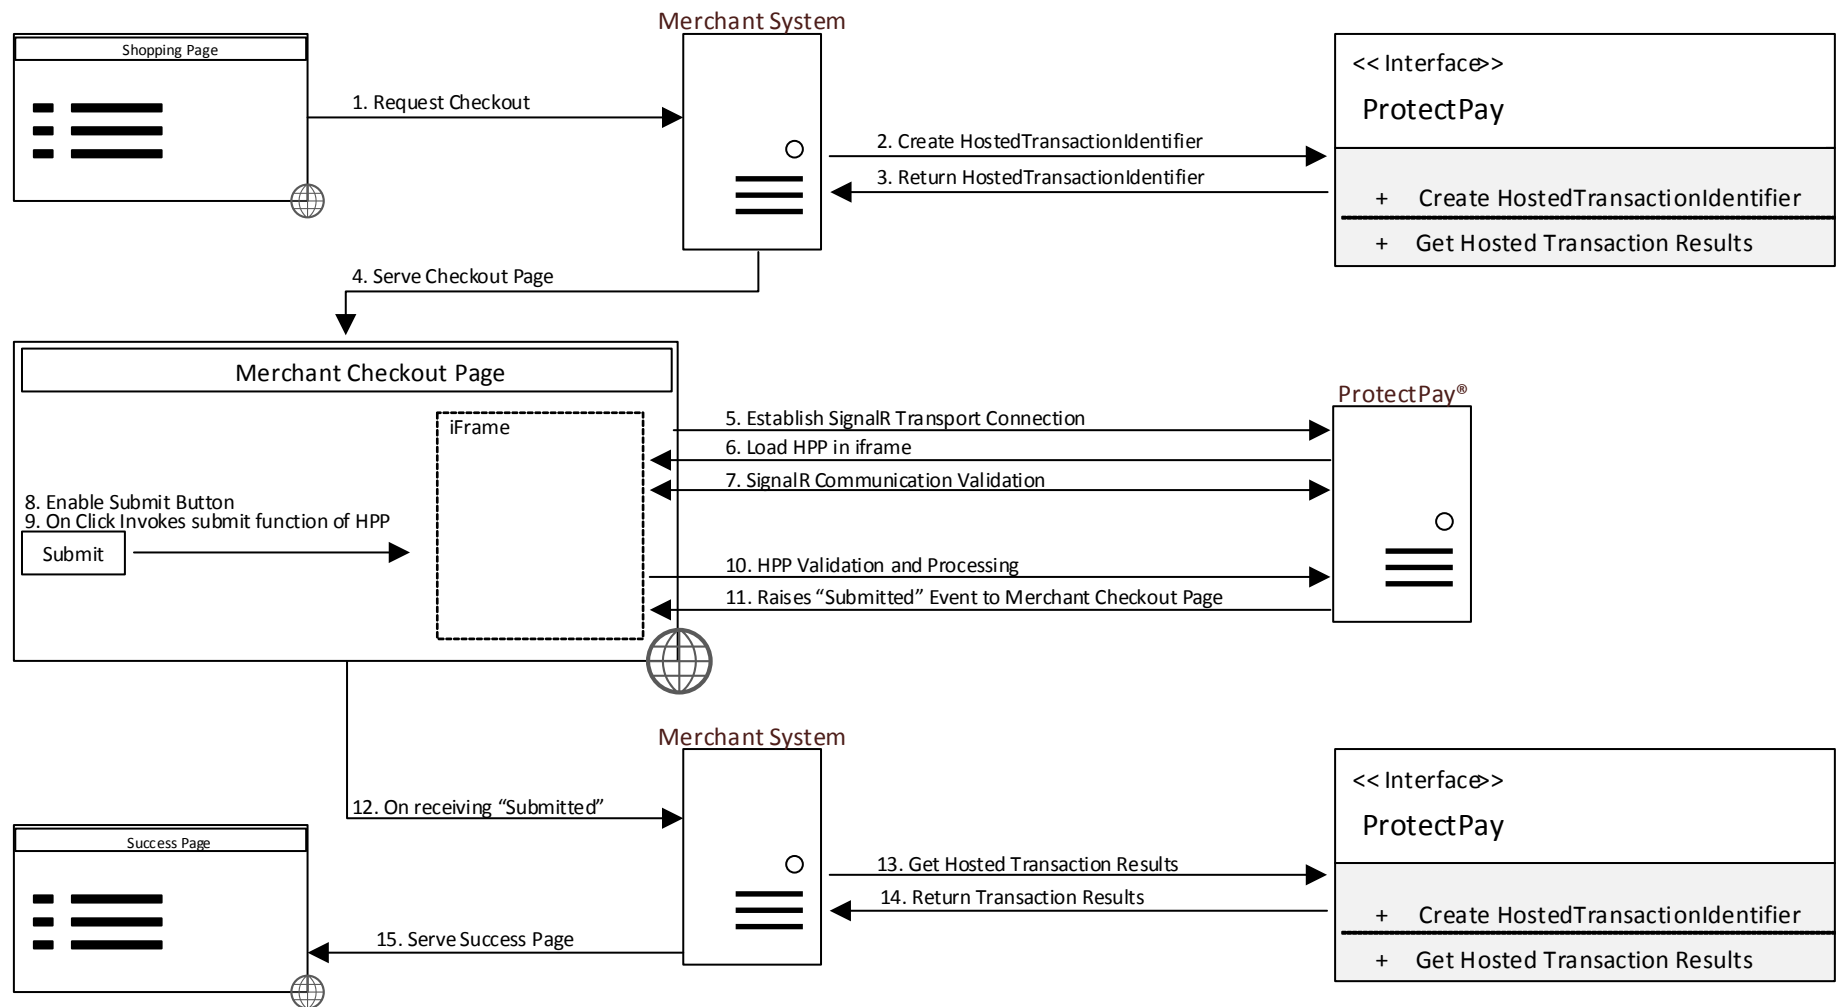 Merchant System
Shopping Page
<< Interface>>
ProtectPay
1. Request Checkout
2. Create HostedTransactionIdentifier
3. Return HostedTransactionIdentifier
+ Create HostedTransactionIdentifier
+ Get Hosted Transaction Results
4. Serve Checkout Page
Merchant Checkout Page
ProtectPay®
iFrame
5. Establish SignalR Transport Connection
6. Load HPP in iframe
7. SignalR Communication Validation
8. Enable Submit Button
9. On Click Invokes submit function of HPP
Submit
10. HPP Validation and Processing
11. Raises “Submitted” Event to Merchant Checkout Page
Merchant System
<< Interface>>
ProtectPay
12. On receiving “Submitted”
Success Page
13. Get Hosted Transaction Results
14. Return Transaction Results
+ Create HostedTransactionIdentifier
+ Get Hosted Transaction Results
15. Serve Success Page